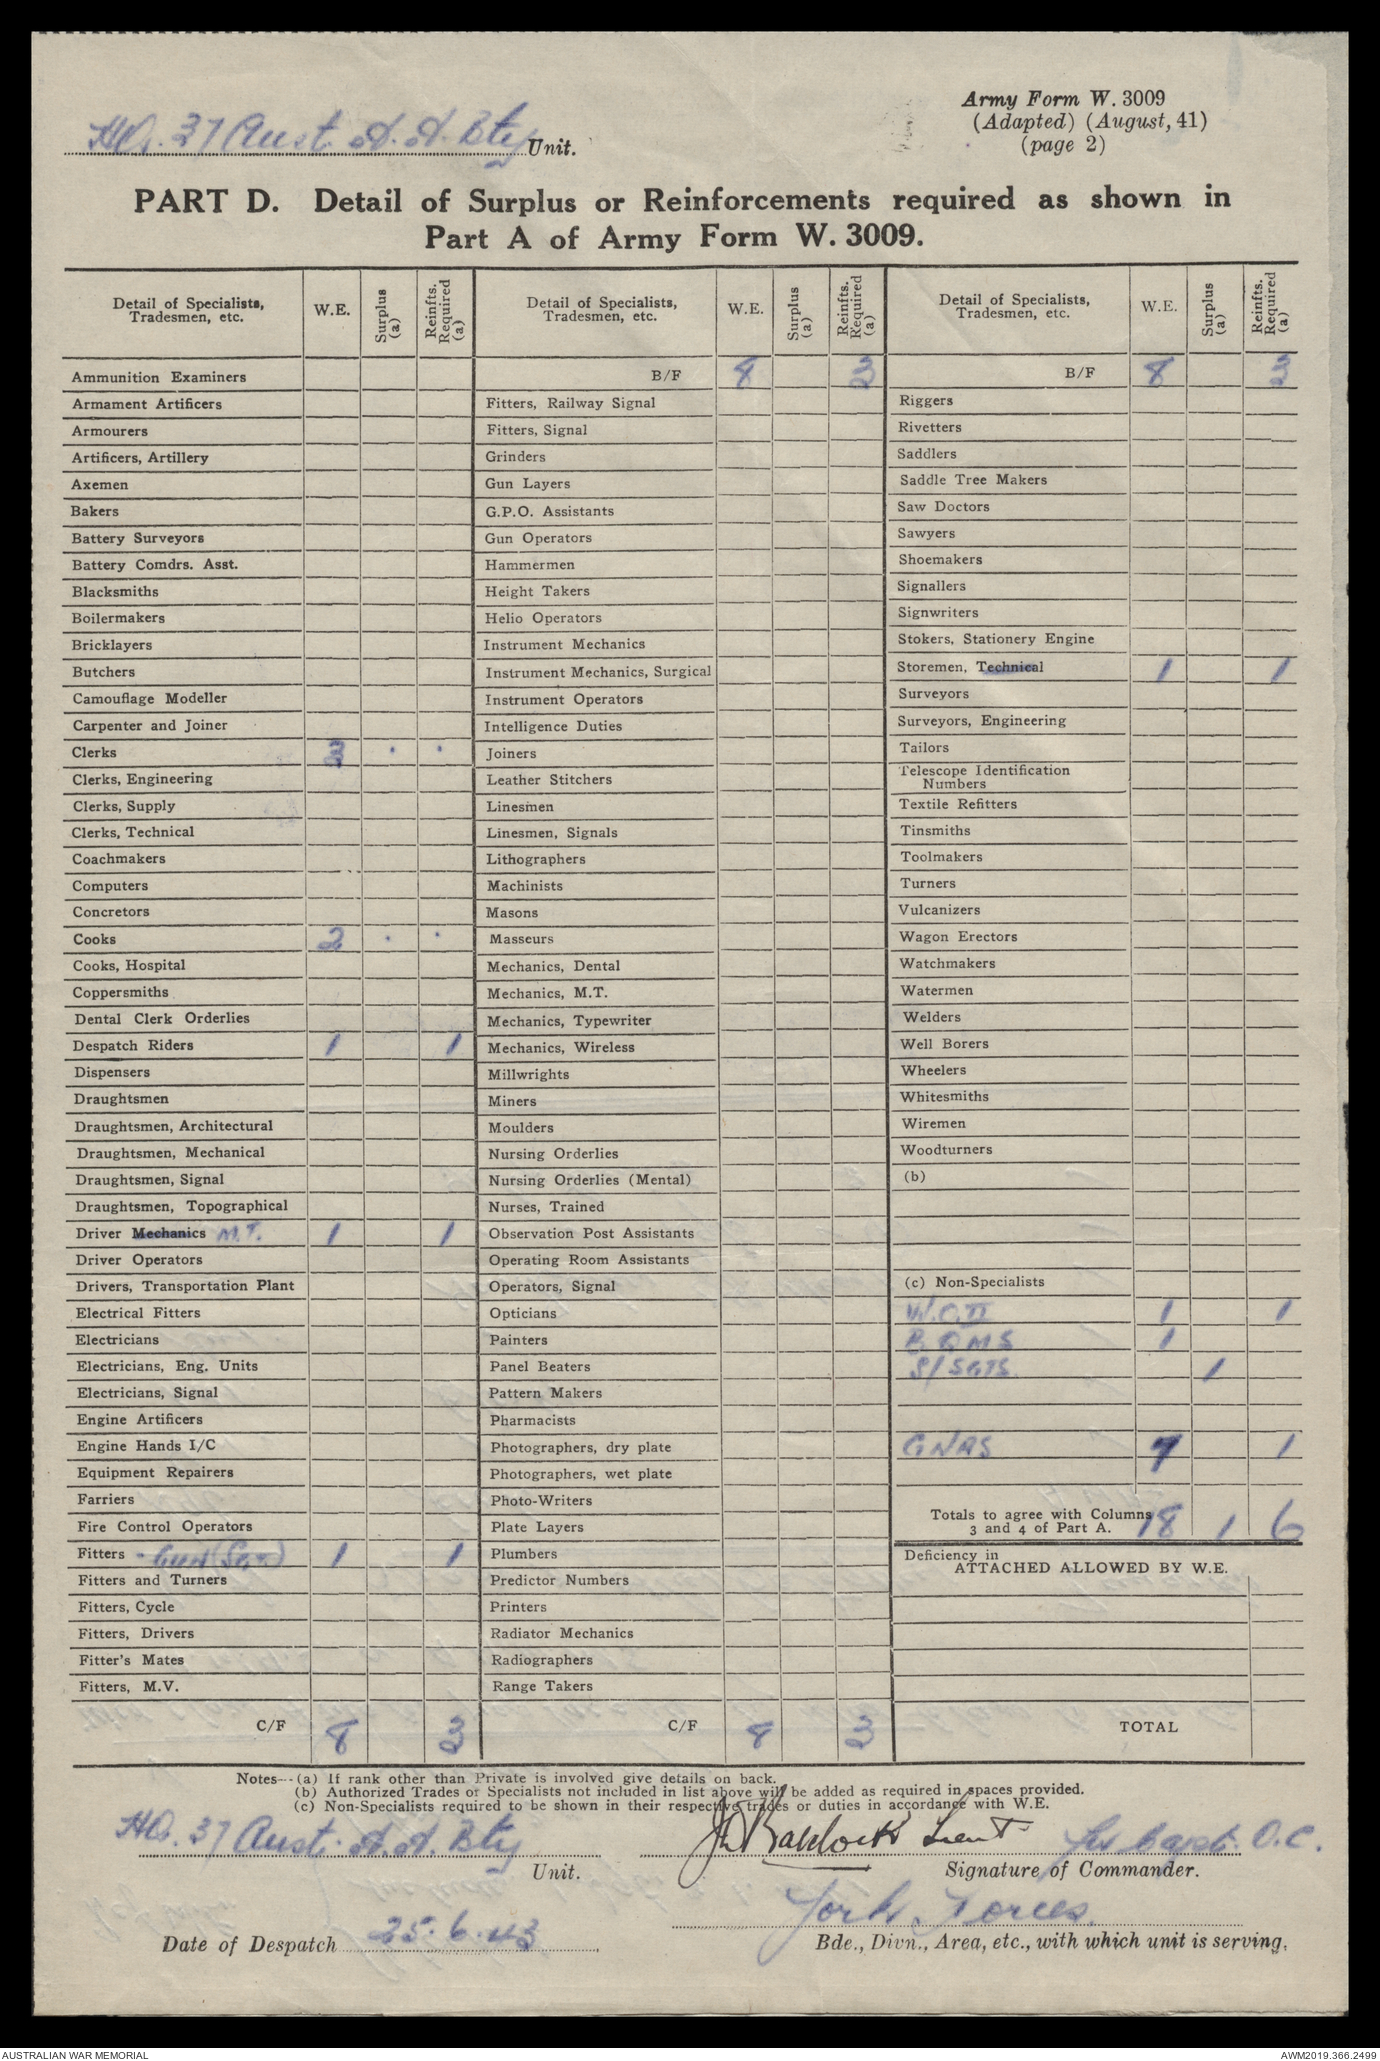 HQ. 37 Aust. A.A. Bty Unit.
Army Form W. 3009
(Adapted) (August, 41)
(page 2)
PART D. Detail of Surplus or Reinforcements required as shown in
Part A of Army Form W. 3009.
Detail of Specialists, Tradesmen, etc. W.E. Surplus (a) Reinfts. Required (a)
Ammunition Examiners
Armament Artificers
Armourers
Artificers, Artillery
Axemen
Bakers
Battery Surveyors
Battery Comdrs. Asst.
Blacksmiths
Boilermakers
Bricklayers
Butchers
Camouflage Modeller
Carpenter and Joiner
Clerks 3 . .
Clerks, Engineering
Clerks, Supply
Clerks, Technical
Coachmakers
Computers
Concretors
Cooks 2 . .
Cooks, Hospital
Coppersmiths
Dental Clerk Orderlies
Despatch Riders 1 1
Dispensers
Draughtsmen
Draughtsmen, Architectural
Draughtsmen, Mechanical
Draughtsmen, Signal
Draughtsmen, Topographical
Driver Mechanics M.T. 1 1
Driver Operators
Drivers, Transportation Plant
Electrical Fitters
Electricians
Electricians, Eng. Units
Electricians, Signal
Engine Artificers
Engine Hands I/C
Equipment Repairers
Farriers
Fire Control Operators
Fitters - Gun (Sgt.) 1 1
Fitters and Turners
Fitters, Cycle
Fitters, Drivers
Fitter's Mates
Fitters, M.V.
C/F 8 3
Detail of Specialists, Tradesmen, etc. W.E. Surplus (a) Reinfts. Required (a)
B/F 8 3
Fitters, Railway Signal
Fitters, Signal
Grinders
Gun Layers
G.P.O. Assistants
Gun Operators
Hammermen
Height Takers
Helio Operators
Instrument Mechanics
Instrument Mechanics, Surgical
Instrument Operators
Intelligence Duties
Joiners
Leather Stitchers
Linesmen
Linesmen, Signals
Lithographers
Machinists
Masons
Masseurs
Mechanics, Dental
Mechanics, M.T.
Mechanics, Typewriter
Mechanics, Wireless
Millwrights
Miners
Moulders
Nursing Orderlies
Nursing Orderlies (Mental)
Nurses, Trained
Observation Post Assistants
Operating Room Assistants
Operators, Signal
Opticians
Painters
Panel Beaters
Pattern Makers
Pharmacists
Photographers, dry plate
Photographers, wet plate
Photo-Writers
Plate Layers
Plumbers
Predictor Numbers
Printers
Radiator Mechanics
Radiographers
Range Takers
C/F 8 3
Detail of Specialists, Tradesmen, etc. W.E. Surplus (a) Reinfts. Required (a)
B/F 8 3
Riggers
Rivetters
Saddlers
Saddle Tree Makers
Saw Doctors
Sawyers
Shoemakers
Signallers
Signwriters
Stokers, Stationery Engine
Storemen, Technical 1 1
Surveyors
Surveyors, Engineering
Tailors
Telescope Identification
Numbers
Textile Refitters
Tinsmiths
Toolmakers
Turners
Vulcanizers
Wagon Erectors
Watchmakers
Watermen
Welders
Well Borers
Wheelers
Whitesmiths
Wiremen
Woodturners
(b)
(c) Non-Specialists
W.O.II 1 1
B Q M S 1
S/SGTS. 1
GNRS 7 1
Totals to agree with Columns
3 and 4 of Part A. 18 1 6
Deficiency in
ATTACHED ALLOWED BY W.E.
TOTAL
Notes--(a) If rank other than Private is involved give details on back.
(b) Authorized Trades or Specialists not included in list above will be added as required in spaces provided.
(c) Non-Specialists required to be shown in their respective trades or duties in accordance with W.E.
HQ. 37 Aust. A.A. Bty Unit.
Lieut for Capt. O.C.
Signature of Commander.
York Forces.
Date of Despatch 25.6.43
Bde., Divn., Area, etc., with which unit is serving.
AUSTRALIAN WAR MEMORIAL
AWM2019.366.2499